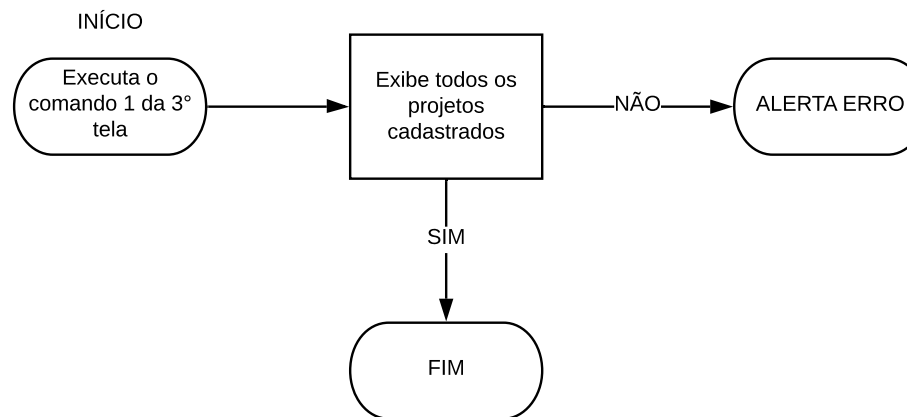 INÍCIO
Executa o
comando 1 da 3°
tela
Exibe todos os
projetos
cadastrados
NÃO
ALERTA ERRO
SIM
FIM